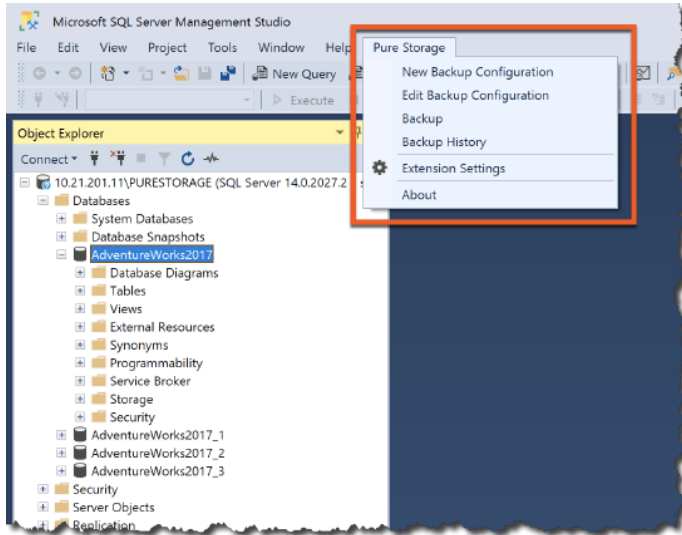 Microsoft SQL Server Management Studio
File Edit View Project Tools Window Help Pure Storage
New Query
Execute
New Backup Configuration
Edit Backup Configuration
Backup
Backup History
Extension Settings
About
Object Explorer
Connect
10.21.201.11\PURESTORAGE (SQL Server 14.0.2027.2
Databases
System Databases
Database Snapshots
AdventureWorks2017
Database Diagrams
Tables
Views
External Resources
Synonyms
Programmability
Service Broker
Storage
Security
AdventureWorks2017_1
AdventureWorks2017_2
AdventureWorks2017_3
Security
Server Objects
Replication